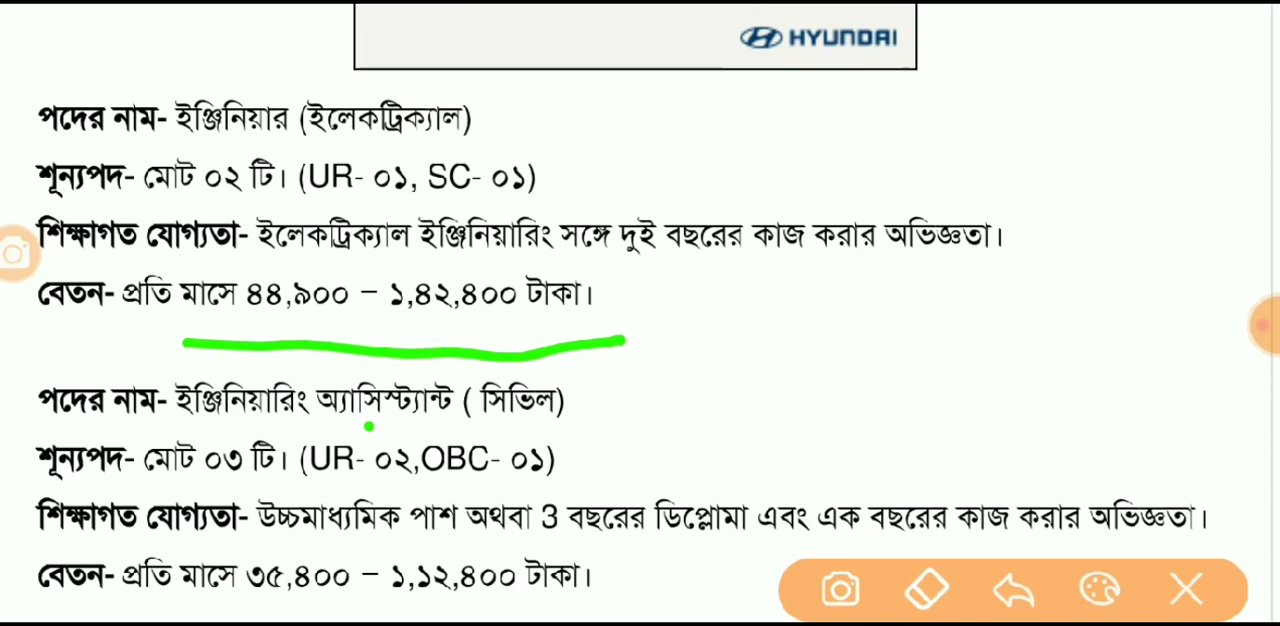 HYUNDAI
পদের নাম- ইঞ্জিনিয়ার (ইলেকট্রিক্যাল)
শূন্যপদ- মোট ০২ টি। (UR- ০১, SC- ০১)
শিক্ষাগত যোগ্যতা- ইলেকট্রিক্যাল ইঞ্জিনিয়ারিং সঙ্গে দুই বছরের কাজ করার অভিজ্ঞতা।
বেতন- প্রতি মাসে ৪৪,৯০০ – ১,৪২,৪০০ টাকা।
পদের নাম- ইঞ্জিনিয়ারিং অ্যাসিস্ট্যান্ট ( সিভিল)
শূন্যপদ- মোট ০৩ টি। (UR- ০২,OBC- ০১)
শিক্ষাগত যোগ্যতা- উচ্চমাধ্যমিক পাশ অথবা 3 বছরের ডিপ্লোমা এবং এক বছরের কাজ করার অভিজ্ঞতা।
বেতন- প্রতি মাসে ৩৫,৪০০ – ১,১২,৪০০ টাকা।